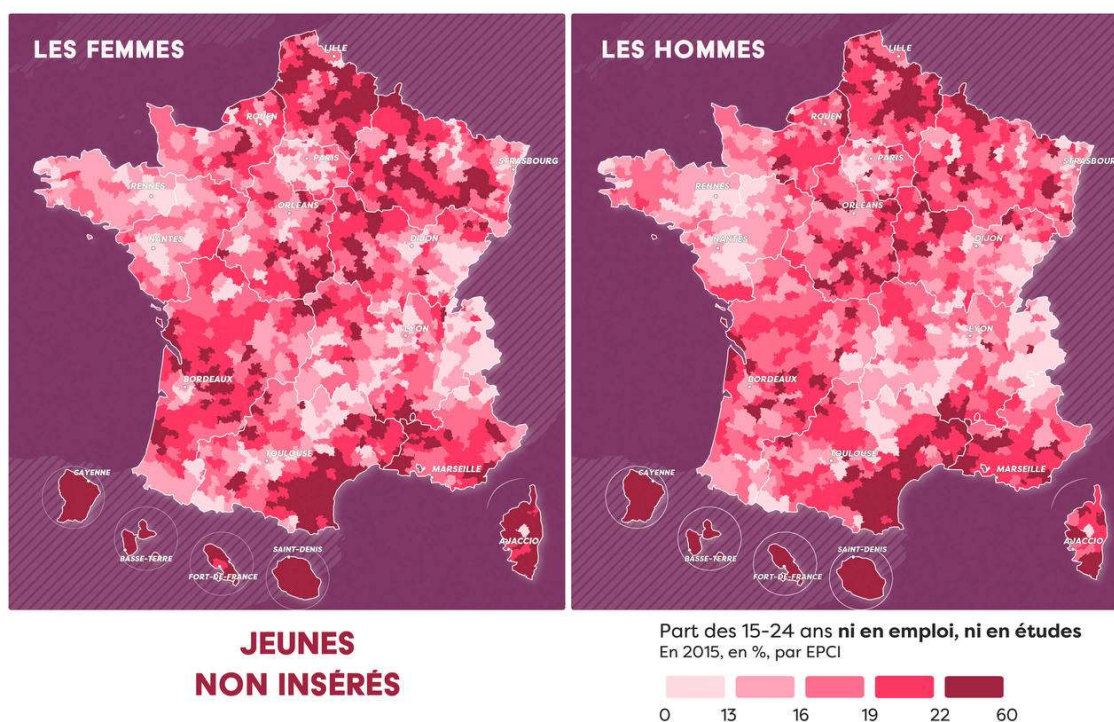 LES FEMMES
LILLE
ROUEN
PARIS
STRASBOURG
RENNES
ORLÉANS
NANTES
DIJON
LYON
BORDEAUX
TOULOUSE
MARSEILLE
CAYENNE
BASSE-TERRE
FORT-DE-FRANCE
SAINT-DENIS
AJACCIO
LES HOMMES
LILLE
ROUEN
PARIS
STRASBOURG
RENNES
ORLÉANS
NANTES
DIJON
LYON
BORDEAUX
TOULOUSE
MARSEILLE
CAYENNE
BASSE-TERRE
FORT-DE-FRANCE
SAINT-DENIS
AJACCIO
JEUNES
NON INSÉRÉS
Part des 15-24 ans ni en emploi, ni en études
En 2015, en %, par EPCI
0 13 16 19 22 60